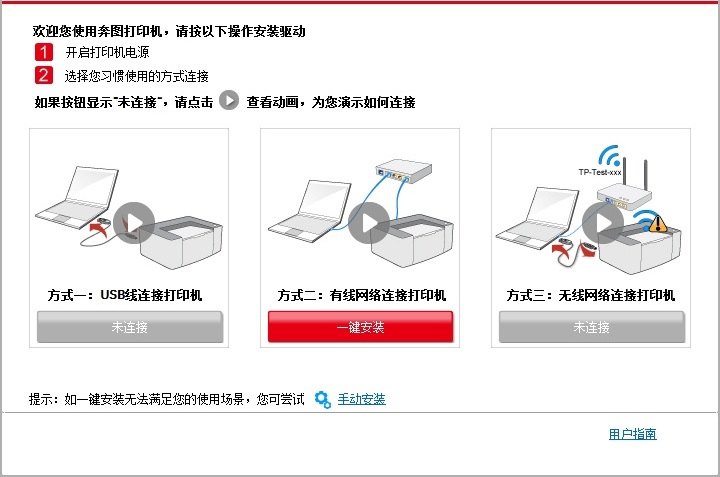 欢迎您使用奔图打印机，请按以下操作安装驱动
1 开启打印机电源
2 选择您习惯使用的方式连接
如果按钮显示"未连接"，请点击 查看动画，为您演示如何连接
TP-Test-xxx
方式一：USB线连接打印机
方式二：有线网络连接打印机
方式三：无线网络连接打印机
未连接
一键安装
未连接
提示：如一键安装无法满足您的使用场景，您可尝试 手动安装
用户指南